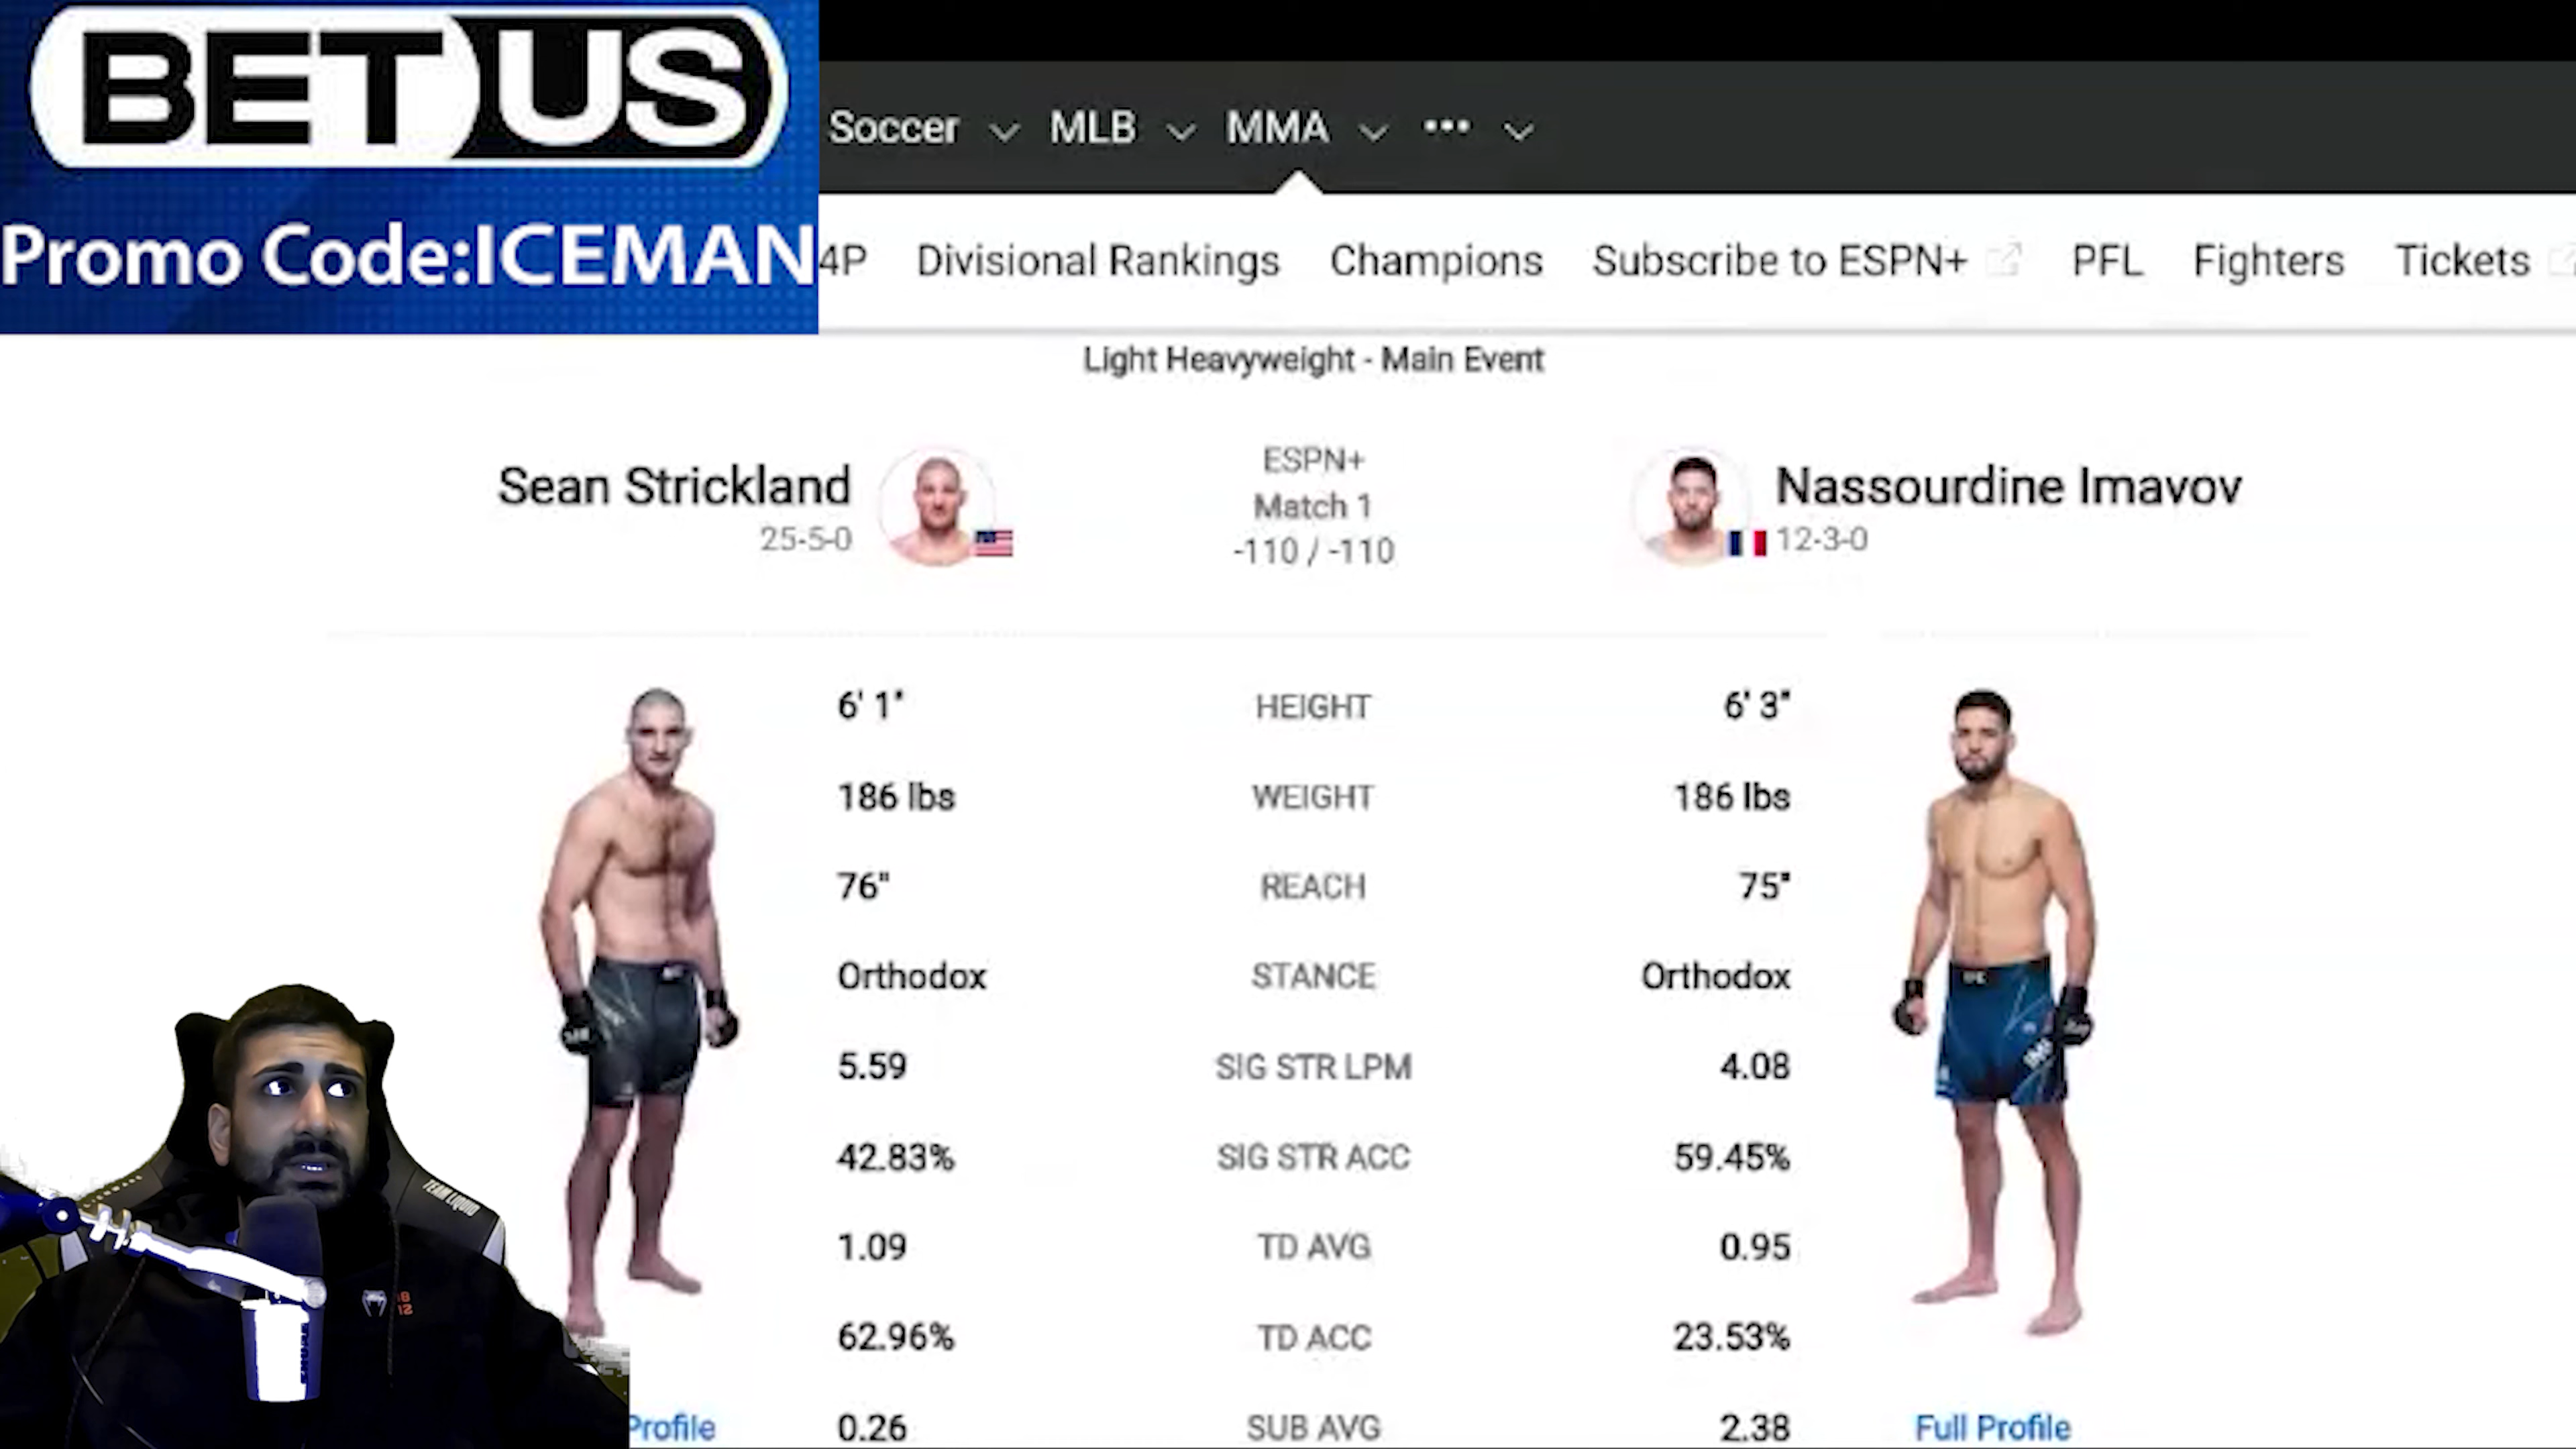 BETUS
Promo Code:ICEMAN
Soccer MLB MMA •••
4P Divisional Rankings Champions Subscribe to ESPN+ PFL Fighters Tickets
Light Heavyweight - Main Event
Sean Strickland
25-5-0
ESPN+
Match 1
-110 / -110
Nassourdine Imavov
12-3-0
6' 1" HEIGHT 6' 3"
186 lbs WEIGHT 186 lbs
76" REACH 75"
Orthodox STANCE Orthodox
5.59 SIG STR LPM 4.08
42.83% SIG STR ACC 59.45%
1.09 TD AVG 0.95
62.96% TD ACC 23.53%
Profile 0.26 SUB AVG 2.38 Full Profile
TEAM LIQUID